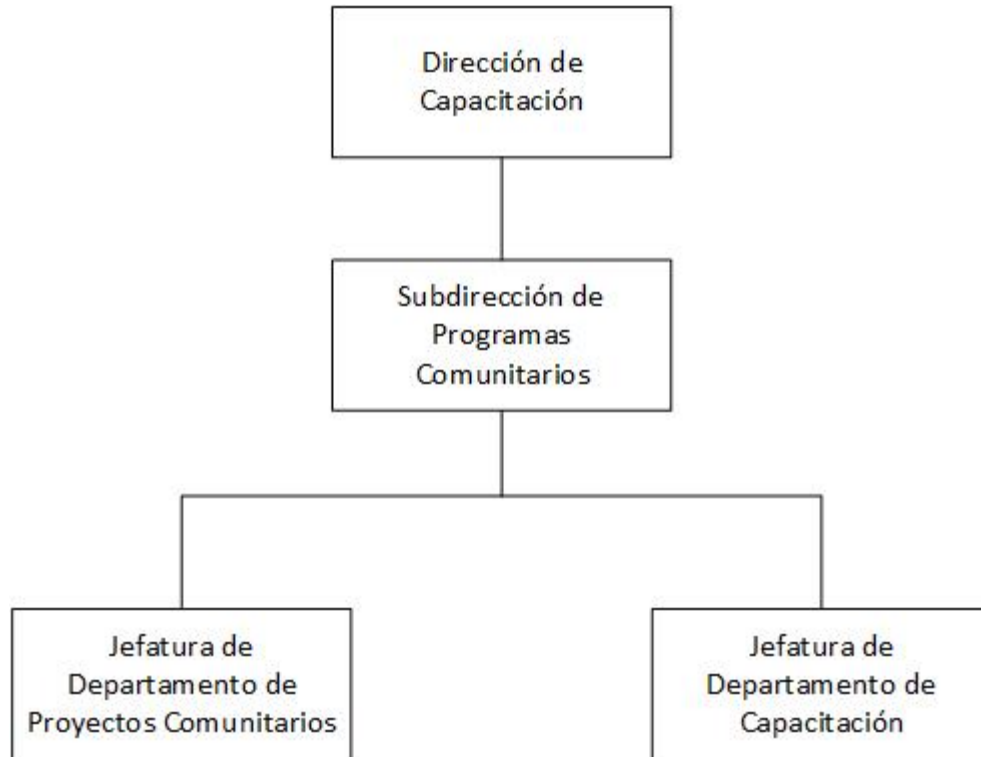 Dirección de
Capacitación
Subdirección de
Programas
Comunitarios
Jefatura de
Departamento de
Proyectos Comunitarios
Jefatura de
Departamento de
Capacitación